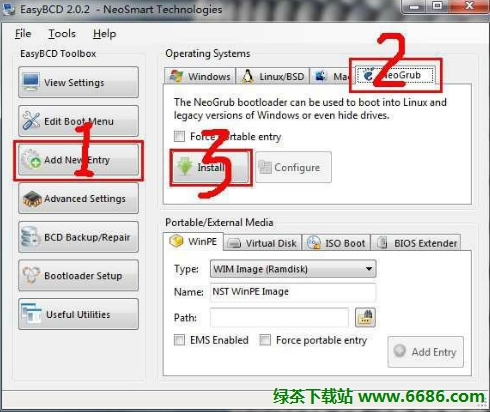 EasyBCD 2.0.2 - NeoSmart Technologies
File Tools Help
EasyBCD Toolbox
View Settings
Edit Boot Menu
Add New Entry
Advanced Settings
BCD Backup/Repair
Bootloader Setup
Useful Utilities
1
Operating Systems
2
Windows Linux/BSD Mac NeoGrub
The NeoGrub bootloader can be used to boot into Linux and
legacy versions of Windows or even hide drives.
Force portable entry
3
Install Configure
Portable/External Media
WinPE Virtual Disk ISO Boot BIOS Extender
Type: WIM Image (Ramdisk)
Name: NST WinPE Image
Path:
EMS Enabled Force portable entry
Add Entry
绿茶下载站 www.6686.com